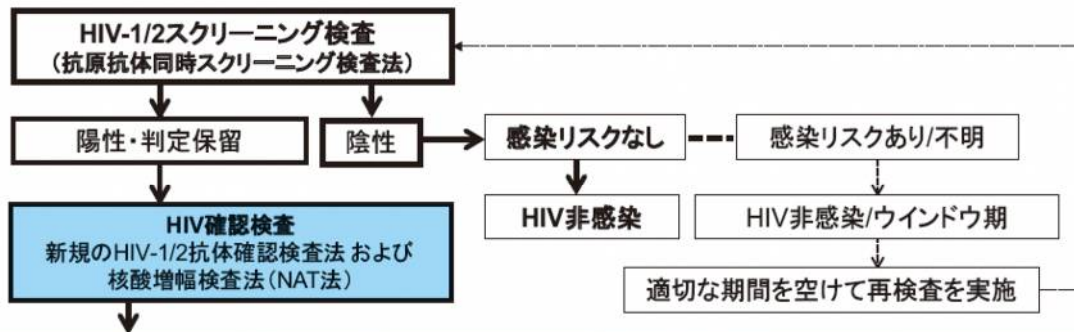 HIV-1/2スクリーニング検査
（抗原抗体同時スクリーニング検査法）
陽性・判定保留
陰性
感染リスクなし
感染リスクあり/不明
HIV非感染
HIV非感染/ウインドウ期
HIV確認検査
新規のHIV-1/2抗体確認検査法 および
核酸増幅検査法（NAT法）
適切な期間を空けて再検査を実施